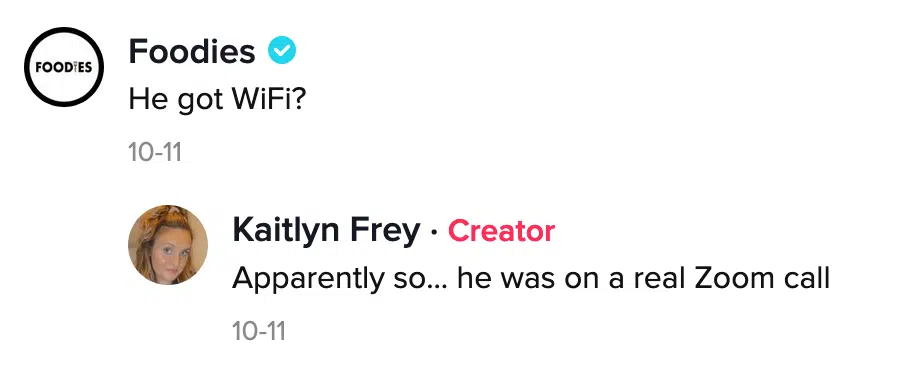 FOODIES
Foodies
He got WiFi?
10-11
Kaitlyn Frey · Creator
Apparently so... he was on a real Zoom call
10-11